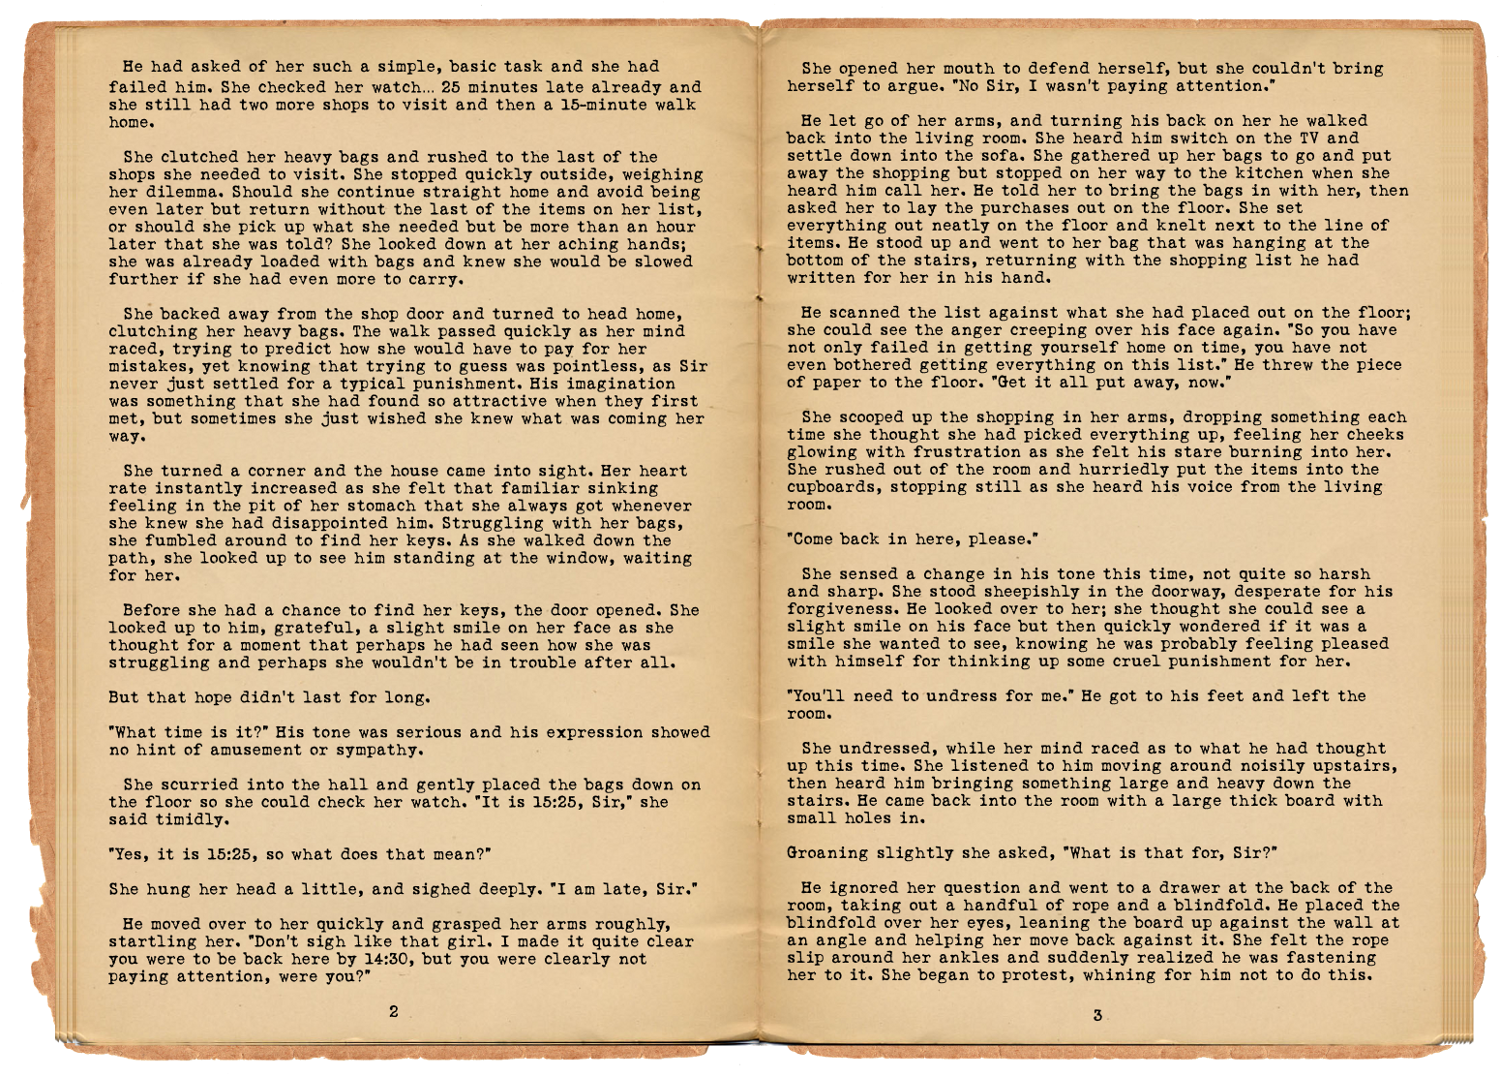 He had asked of her such a simple, basic task and she had
failed him. She checked her watch... 25 minutes late already and
she still had two more shops to visit and then a 15-minute walk
home.
She clutched her heavy bags and rushed to the last of the
shops she needed to visit. She stopped quickly outside, weighing
her dilemma. Should she continue straight home and avoid being
even later but return without the last of the items on her list,
or should she pick up what she needed but be more than an hour
later that she was told? She looked down at her aching hands;
she was already loaded with bags and knew she would be slowed
further if she had even more to carry.
She backed away from the shop door and turned to head home,
clutching her heavy bags. The walk passed quickly as her mind
raced, trying to predict how she would have to pay for her
mistakes, yet knowing that trying to guess was pointless, as Sir
never just settled for a typical punishment. His imagination
was something that she had found so attractive when they first
met, but sometimes she just wished she knew what was coming her
way.
She turned a corner and the house came into sight. Her heart
rate instantly increased as she felt that familiar sinking
feeling in the pit of her stomach that she always got whenever
she knew she had disappointed him. Struggling with her bags,
she fumbled around to find her keys. As she walked down the
path, she looked up to see him standing at the window, waiting
for her.
Before she had a chance to find her keys, the door opened. She
looked up to him, grateful, a slight smile on her face as she
thought for a moment that perhaps he had seen how she was
struggling and perhaps she wouldn't be in trouble after all.
But that hope didn't last for long.
"What time is it?" His tone was serious and his expression showed
no hint of amusement or sympathy.
She scurried into the hall and gently placed the bags down on
the floor so she could check her watch. "It is 15:25, Sir," she
said timidly.
"Yes, it is 15:25, so what does that mean?"
She hung her head a little, and sighed deeply. "I am late, Sir."
He moved over to her quickly and grasped her arms roughly,
startling her. "Don't sigh like that girl. I made it quite clear
you were to be back here by 14:30, but you were clearly not
paying attention, were you?"
2
She opened her mouth to defend herself, but she couldn't bring
herself to argue. "No Sir, I wasn't paying attention."
He let go of her arms, and turning his back on her he walked
back into the living room. She heard him switch on the TV and
settle down into the sofa. She gathered up her bags to go and put
away the shopping but stopped on her way to the kitchen when she
heard him call her. He told her to bring the bags in with her, then
asked her to lay the purchases out on the floor. She set
everything out neatly on the floor and knelt next to the line of
items. He stood up and went to her bag that was hanging at the
bottom of the stairs, returning with the shopping list he had
written for her in his hand.
He scanned the list against what she had placed out on the floor;
she could see the anger creeping over his face again. "So you have
not only failed in getting yourself home on time, you have not
even bothered getting everything on this list." He threw the piece
of paper to the floor. "Get it all put away, now."
She scooped up the shopping in her arms, dropping something each
time she thought she had picked everything up, feeling her cheeks
glowing with frustration as she felt his stare burning into her.
She rushed out of the room and hurriedly put the items into the
cupboards, stopping still as she heard his voice from the living
room.
"Come back in here, please."
She sensed a change in his tone this time, not quite so harsh
and sharp. She stood sheepishly in the doorway, desperate for his
forgiveness. He looked over to her; she thought she could see a
slight smile on his face but then quickly wondered if it was a
smile she wanted to see, knowing he was probably feeling pleased
with himself for thinking up some cruel punishment for her.
"You'll need to undress for me." He got to his feet and left the
room.
She undressed, while her mind raced as to what he had thought
up this time. She listened to him moving around noisily upstairs,
then heard him bringing something large and heavy down the
stairs. He came back into the room with a large thick board with
small holes in.
Groaning slightly she asked, "What is that for, Sir?"
He ignored her question and went to a drawer at the back of the
room, taking out a handful of rope and a blindfold. He placed the
blindfold over her eyes, leaning the board up against the wall at
an angle and helping her move back against it. She felt the rope
slip around her ankles and suddenly realized he was fastening
her to it. She began to protest, whining for him not to do this.
3